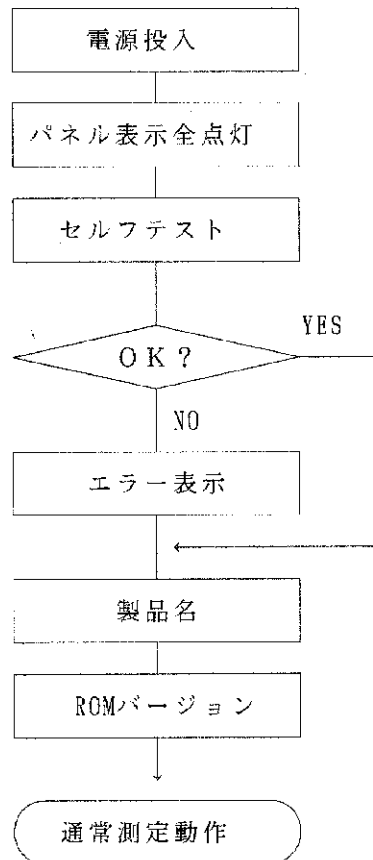 電源投入
パネル表示全点灯
セルフテスト
OK?
YES
NO
エラー表示
製品名
ROMバージョン
通常測定動作